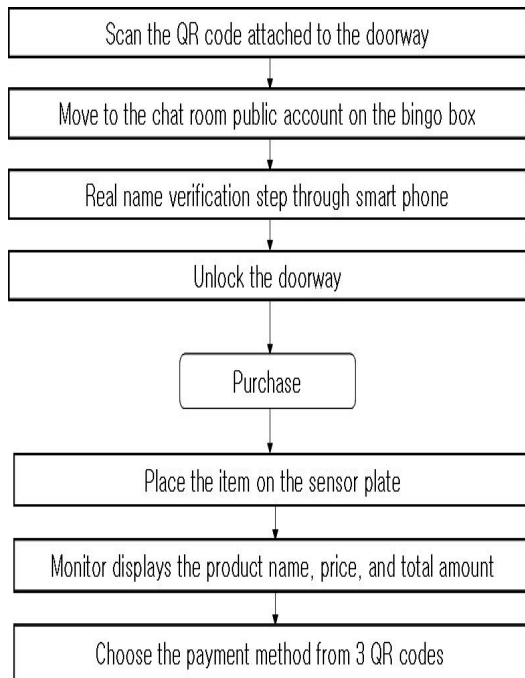 Scan the QR code attached to the doorway
Move to the chat room public account on the bingo box
Real name verification step through smart phone
Unlock the doorway
Purchase
Place the item on the sensor plate
Monitor displays the product name, price, and total amount
Choose the payment method from 3 QR codes